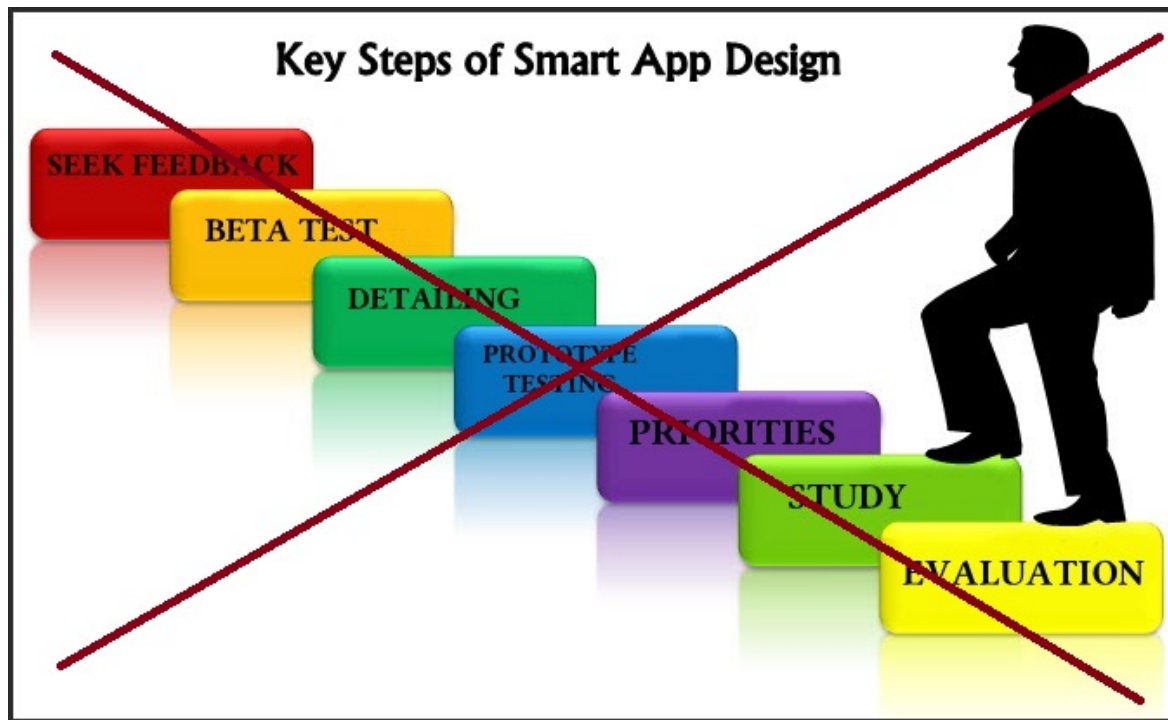 Key Steps of Smart App Design
SEEK FEEDBACK
BETA TEST
DETAILING
PROTOTYPE
TESTING
PRIORITIES
STUDY
EVALUATION